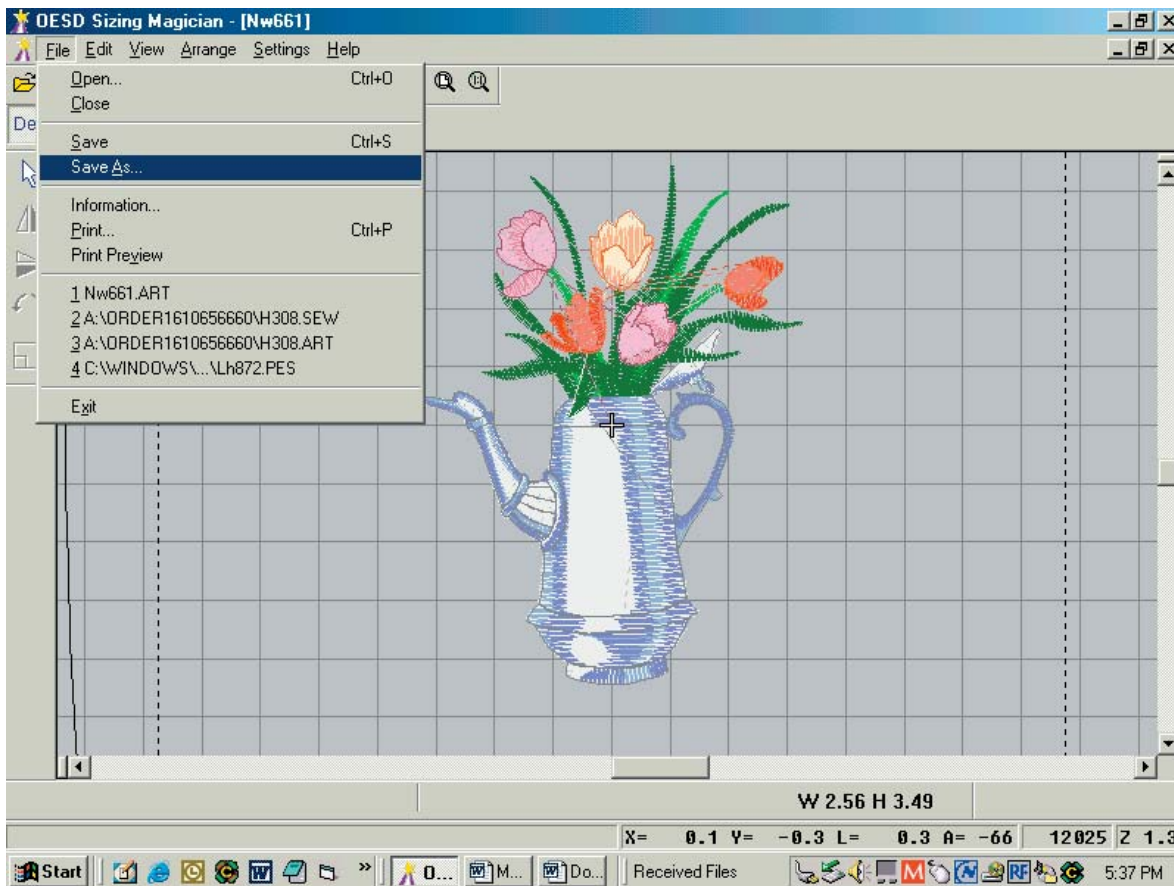 OESD Sizing Magician - [Nw661]
File Edit View Arrange Settings Help
Open... Ctrl+O
Close
De
Save Ctrl+S
Save As...
Information...
Print... Ctrl+P
Print Preview
1 Nw661.ART
2 A:\ORDER1610656660\H308.SEW
3 A:\ORDER1610656660\H308.ART
4 C:\WINDOWS\...\Lh872.PES
Exit
W 2.56 H 3.49
X= 0.1 Y= -0.3 L= 0.3 A= -66 12025 Z 1.3
Start » O... M... Do... Received Files M RF 5:37 PM